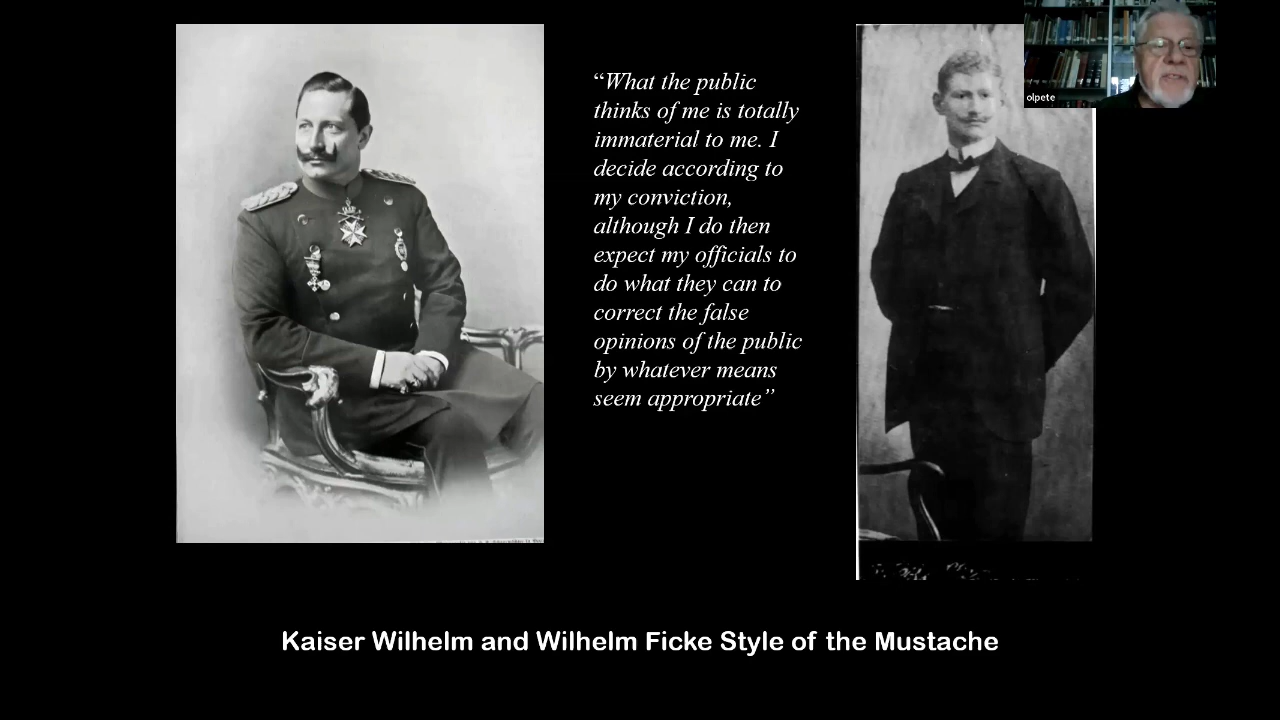 “What the public
thinks of me is totally
immaterial to me. I
decide according to
my conviction,
although I do then
expect my officials to
do what they can to
correct the false
opinions of the public
by whatever means
seem appropriate”
olpete
Kaiser Wilhelm and Wilhelm Ficke Style of the Mustache